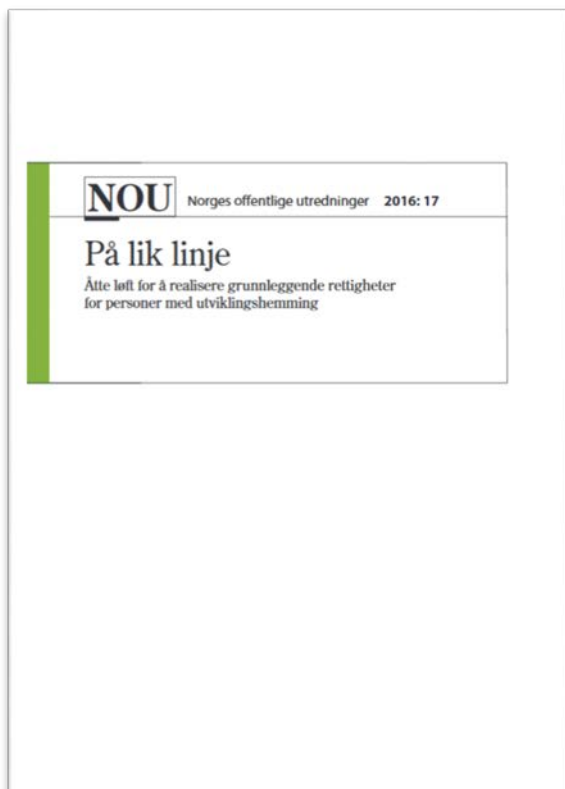 NOU Norges offentlige utredninger 2016: 17
På lik linje
Åtte løft for å realisere grunnleggende rettigheter
for personer med utviklingshemming